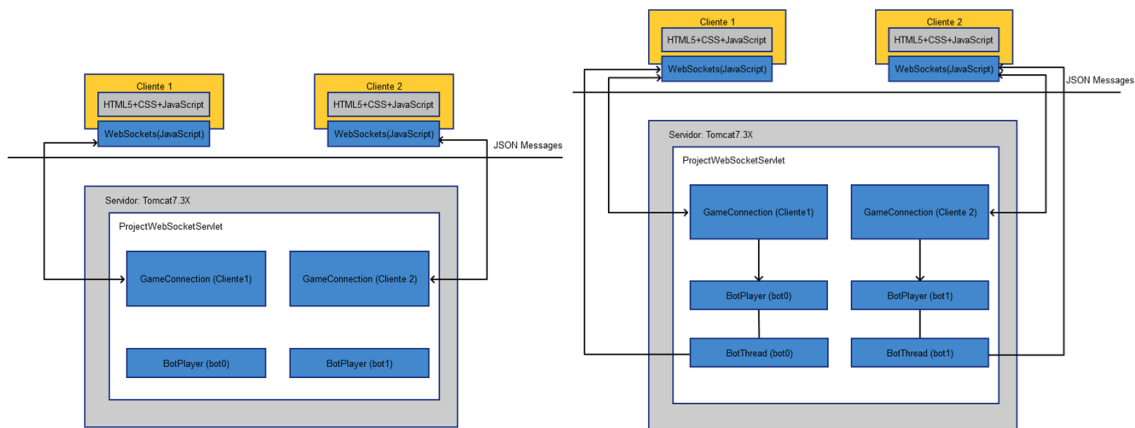 Cliente 1
HTML5+CSS+JavaScript
WebSockets(JavaScript)
Cliente 2
HTML5+CSS+JavaScript
WebSockets(JavaScript)
JSON Messages
Servidor: Tomcat7.3X
ProjectWebSocketServlet
GameConnection (Cliente1)
GameConnection (Cliente 2)
BotPlayer (bot0)
BotPlayer (bot1)
Cliente 1
HTML5+CSS+JavaScript
WebSockets(JavaScript)
Cliente 2
HTML5+CSS+JavaScript
WebSockets(JavaScript)
JSON Messages
Servidor: Tomcat7.3X
ProjectWebSocketServlet
GameConnection (Cliente1)
GameConnection (Cliente 2)
BotPlayer (bot0)
BotPlayer (bot1)
BotThread (bot0)
BotThread (bot1)